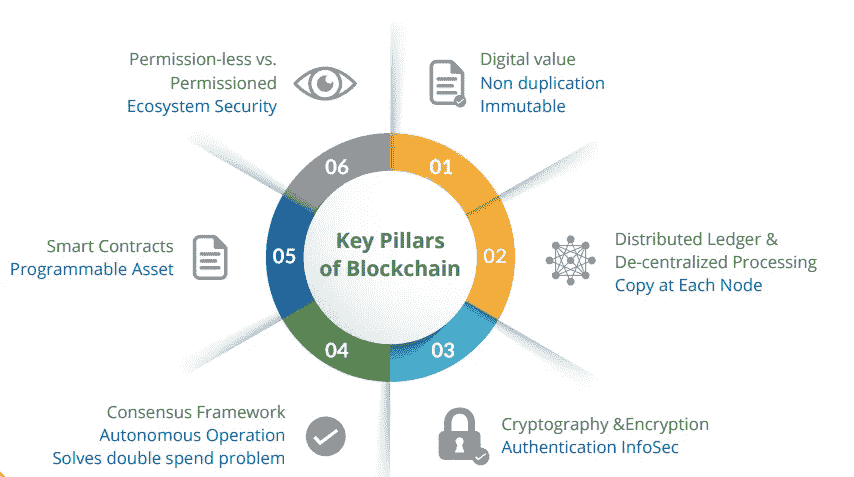 Key Pillars
of Blockchain
01
Digital value
Non duplication
Immutable
02
Distributed Ledger &
De-centralized Processing
Copy at Each Node
03
Cryptography &Encryption
Authentication InfoSec
04
Consensus Framework
Autonomous Operation
Solves double spend problem
05
Smart Contracts
Programmable Asset
06
Permission-less vs.
Permissioned
Ecosystem Security